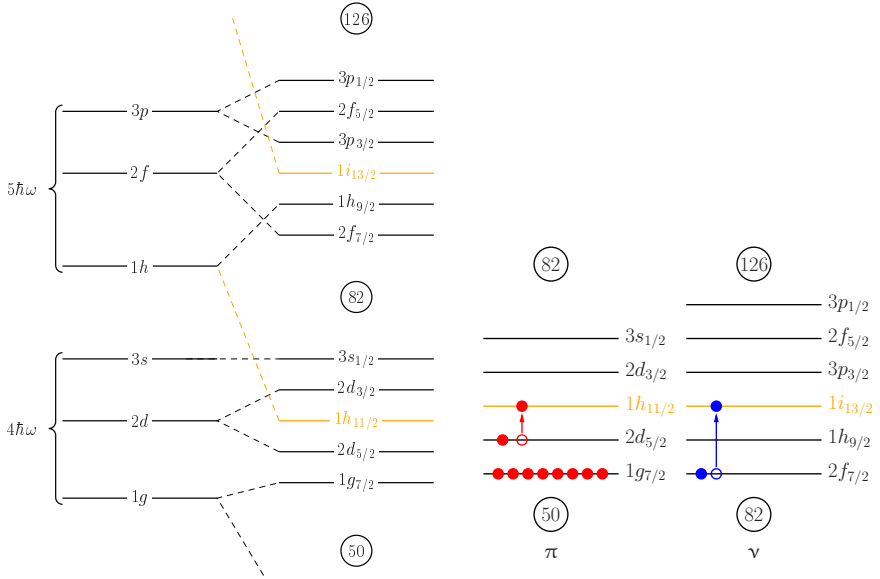 126
3p1/2
3p
2f5/2
3p3/2
2f
1i13/2
5ħω
1h9/2
2f7/2
1h
82
3s
3s1/2
2d3/2
2d
1h11/2
4ħω
2d5/2
1g7/2
1g
50
82
3s1/2
2d3/2
1h11/2
2d5/2
1g7/2
50
π
126
3p1/2
2f5/2
3p3/2
1i13/2
1h9/2
2f7/2
82
ν